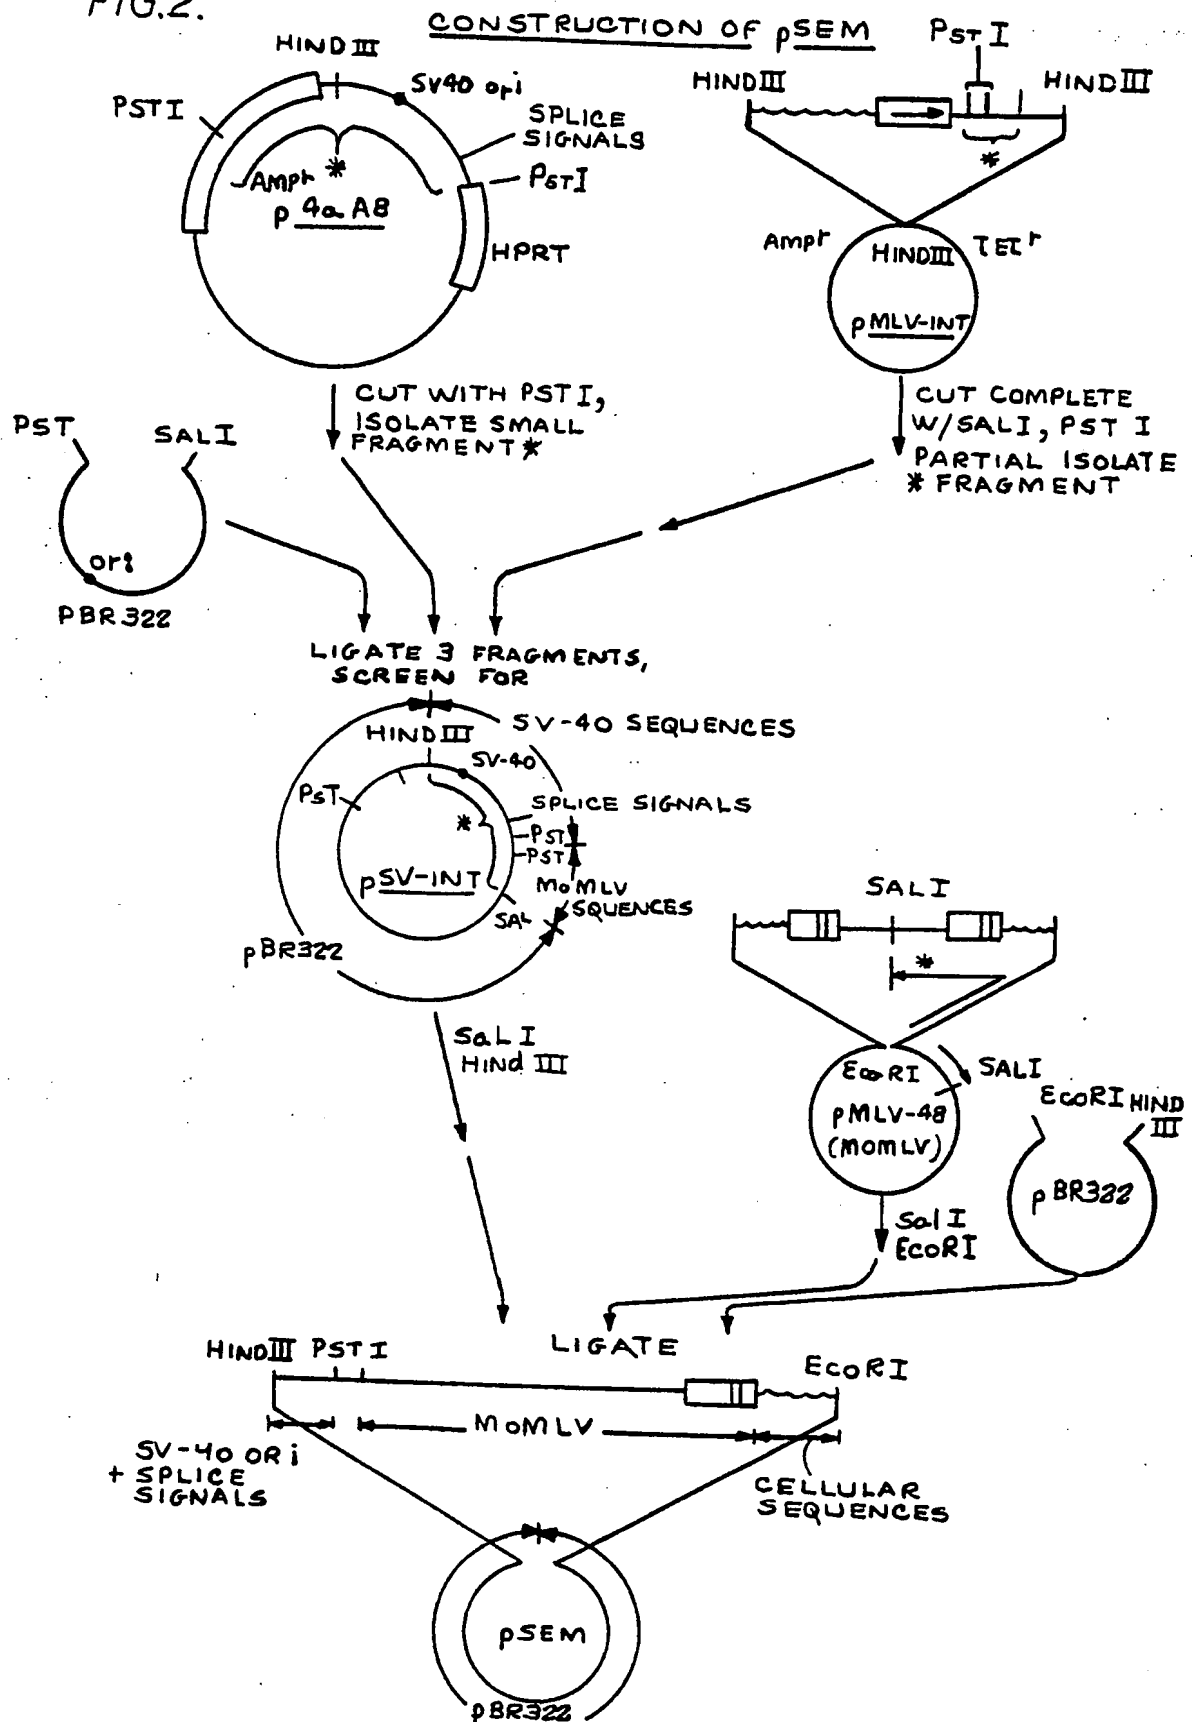 FIG.2.
CONSTRUCTION OF pSEM
HIND III
SV40 ori
PST I
SPLICE
SIGNALS
Ampr *
PST I
p 4a A8
HPRT
PST I
HIND III
HIND III
*
Ampr
HIND III
TETr
pMLV-INT
CUT WITH PST I,
ISOLATE SMALL
FRAGMENT *
CUT COMPLETE
W/SALI, PST I
PARTIAL ISOLATE
* FRAGMENT
PST
SALI
ori
PBR322
LIGATE 3 FRAGMENTS,
SCREEN FOR
SV-40 SEQUENCES
HIND III
SV-40
PST
SPLICE SIGNALS
*
PST
PST
pSV-INT
MoMLV
SQUENCES
SAL
pBR322
SaL I
HINd III
SALI
*
EcoRI
SALI
pMLV-48
(MOMLV)
EcoRI
HIND
III
pBR322
SalI
EcoRI
LIGATE
HIND III
PST I
EcoRI
MoMLV
SV-40 ORi
+ SPLICE
SIGNALS
CELLULAR
SEQUENCES
pSEM
pBR322